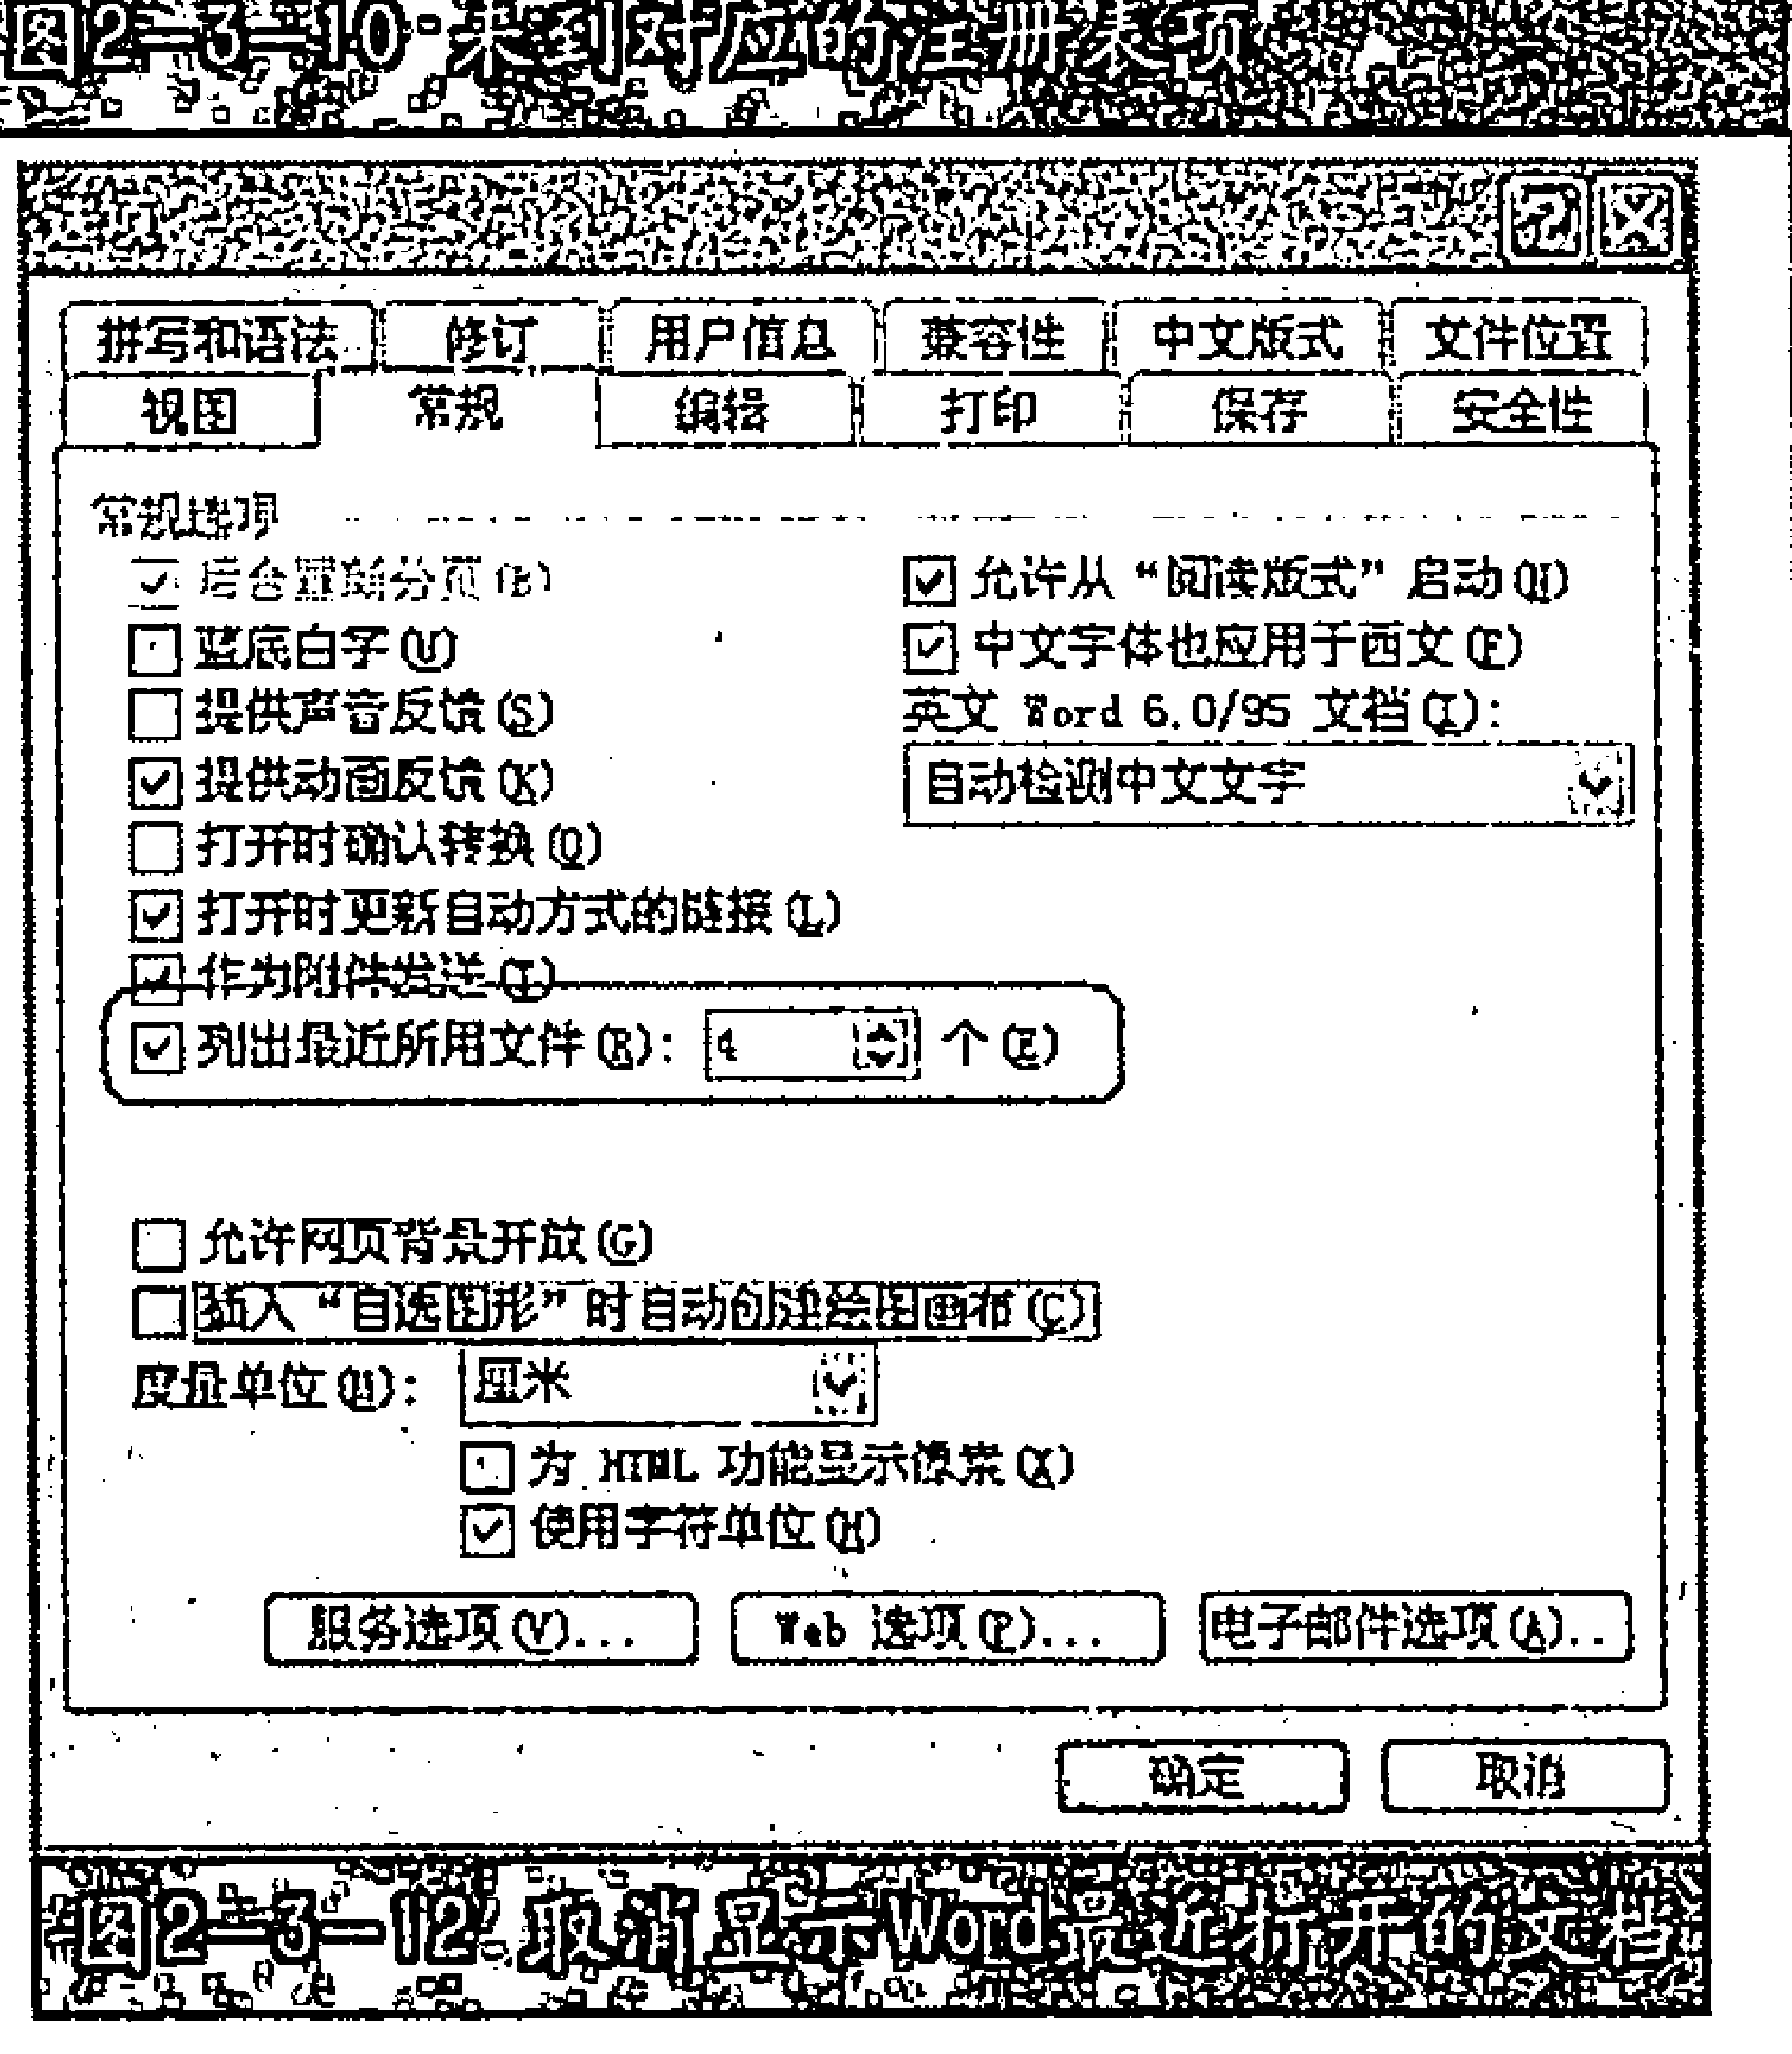 图2-3-10 来到对应的注册表项
拼写和语法 修订 用户信息 兼容性 中文版式 文件位置
视图 常规 编辑 打印 保存 安全性
常规选项
后台重新分页(B) 允许从“阅读版式”启动(N)
蓝底白字(U) 中文字体也应用于西文(F)
提供声音反馈(S) 英文 Word 6.0/95 文档(I):
提供动画反馈(K) 自动检测中文文字
打开时确认转换(O)
打开时更新自动方式的链接(L)
作为附件发送(T)
列出最近所用文件(R): 4 个(E)
允许网页背景开放(G)
插入“自选图形”时自动创建绘图画布(C)
度量单位(M): 厘米
为 HTML 功能显示像素(X)
使用字符单位(H)
服务选项(V)... Web 选项(P)... 电子邮件选项(A)..
确定 取消
图2-3-12 取消显示Word最近打开的文档